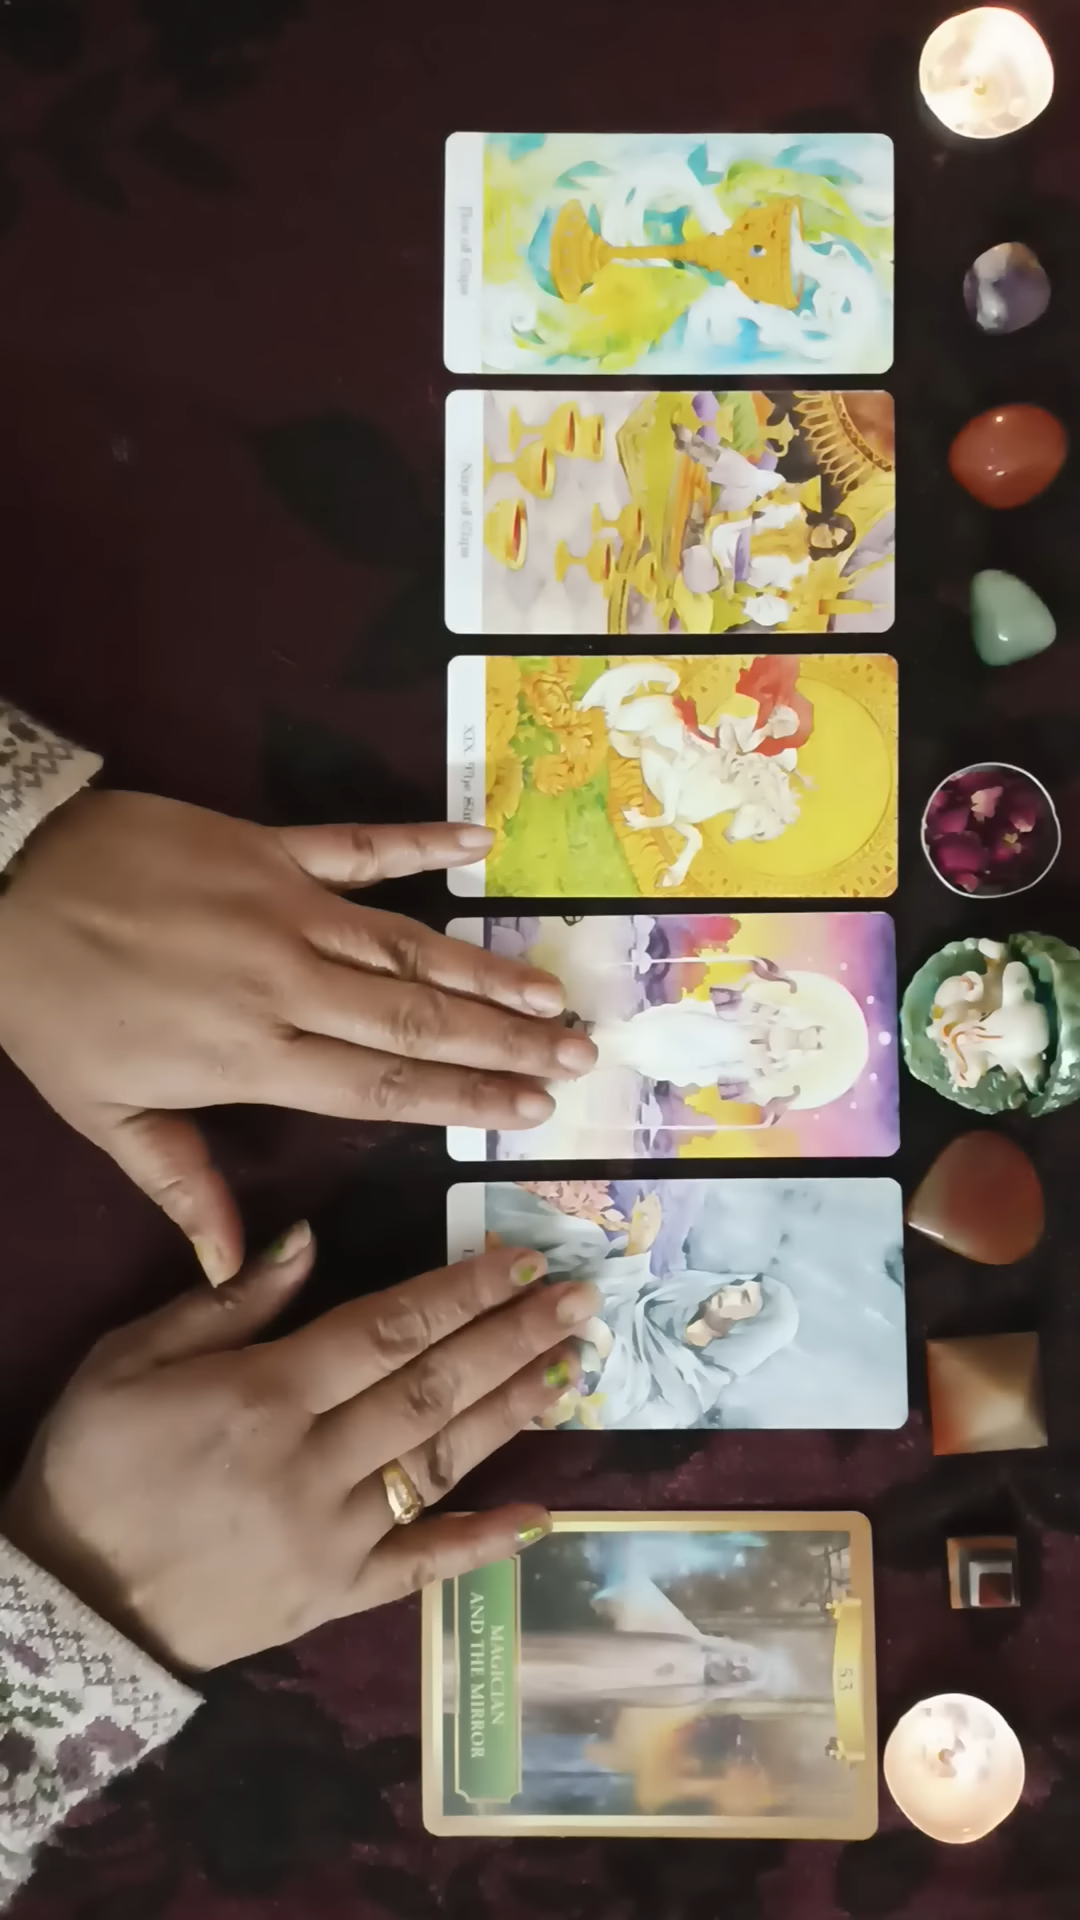 Ace of Cups
Nine of Cups
XIX. The Sun
53
MAGICIAN
AND THE MIRROR